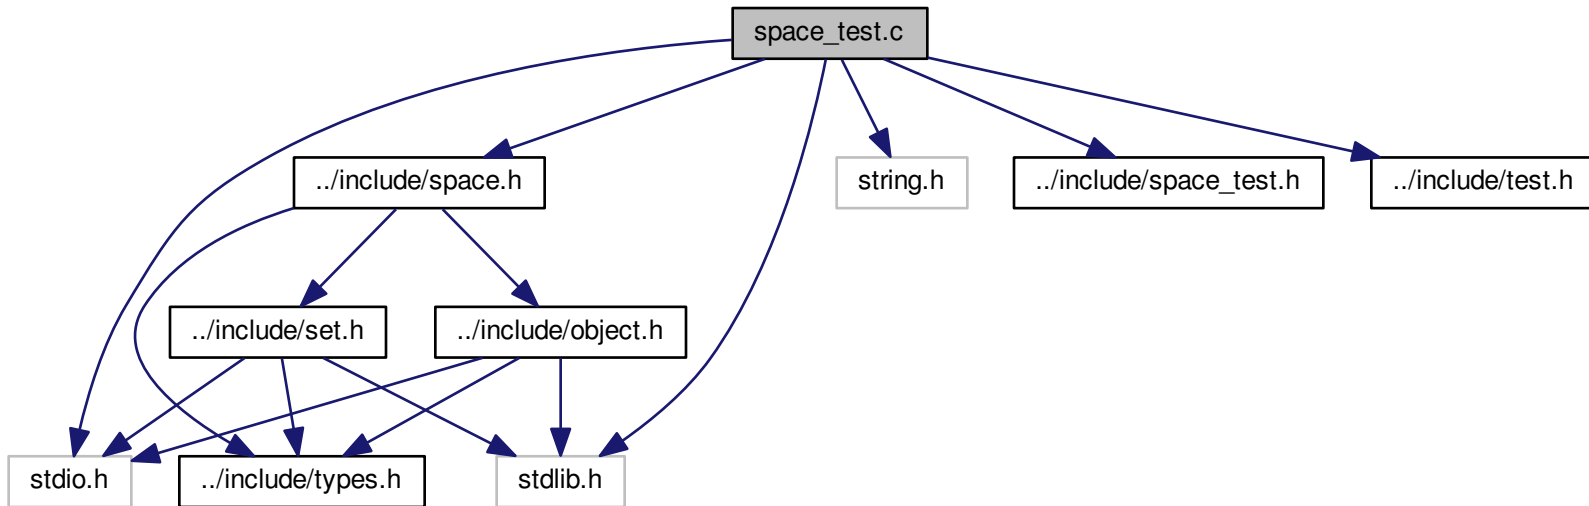 space_test.c
../include/space.h
string.h
../include/space_test.h
../include/test.h
../include/set.h
../include/object.h
stdio.h
../include/types.h
stdlib.h